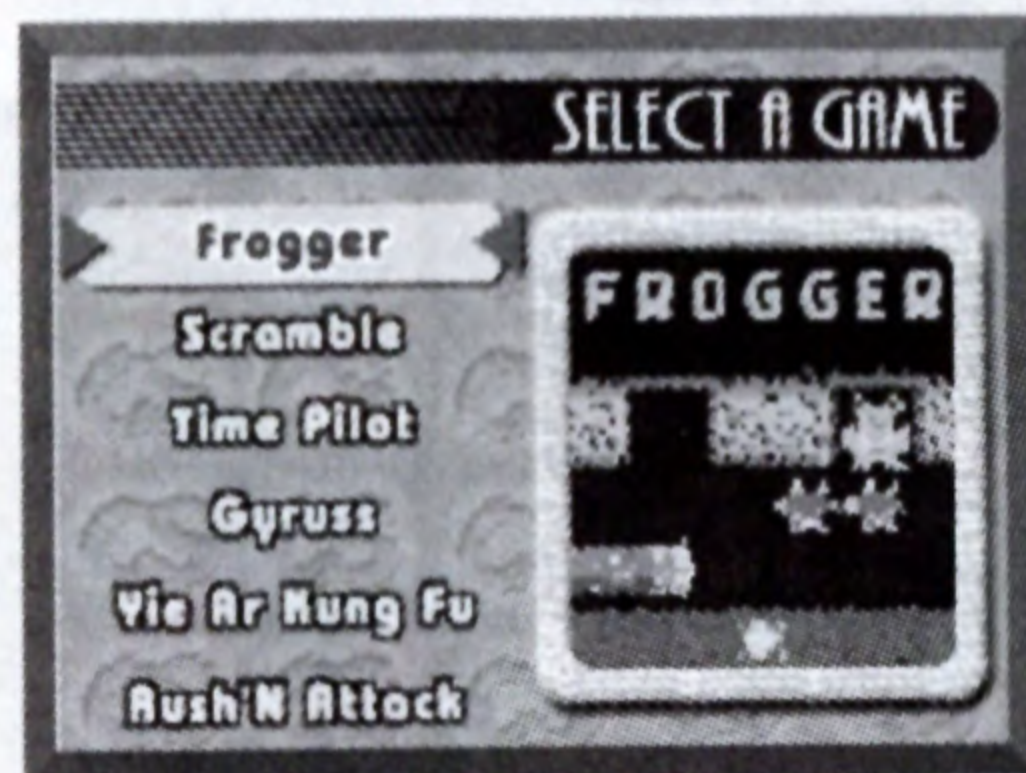 SELECT A GAME
Frogger
FROGGER
Scramble
Time Pilot
Gyruss
Yie Ar Kung Fu
Rush'N Attack